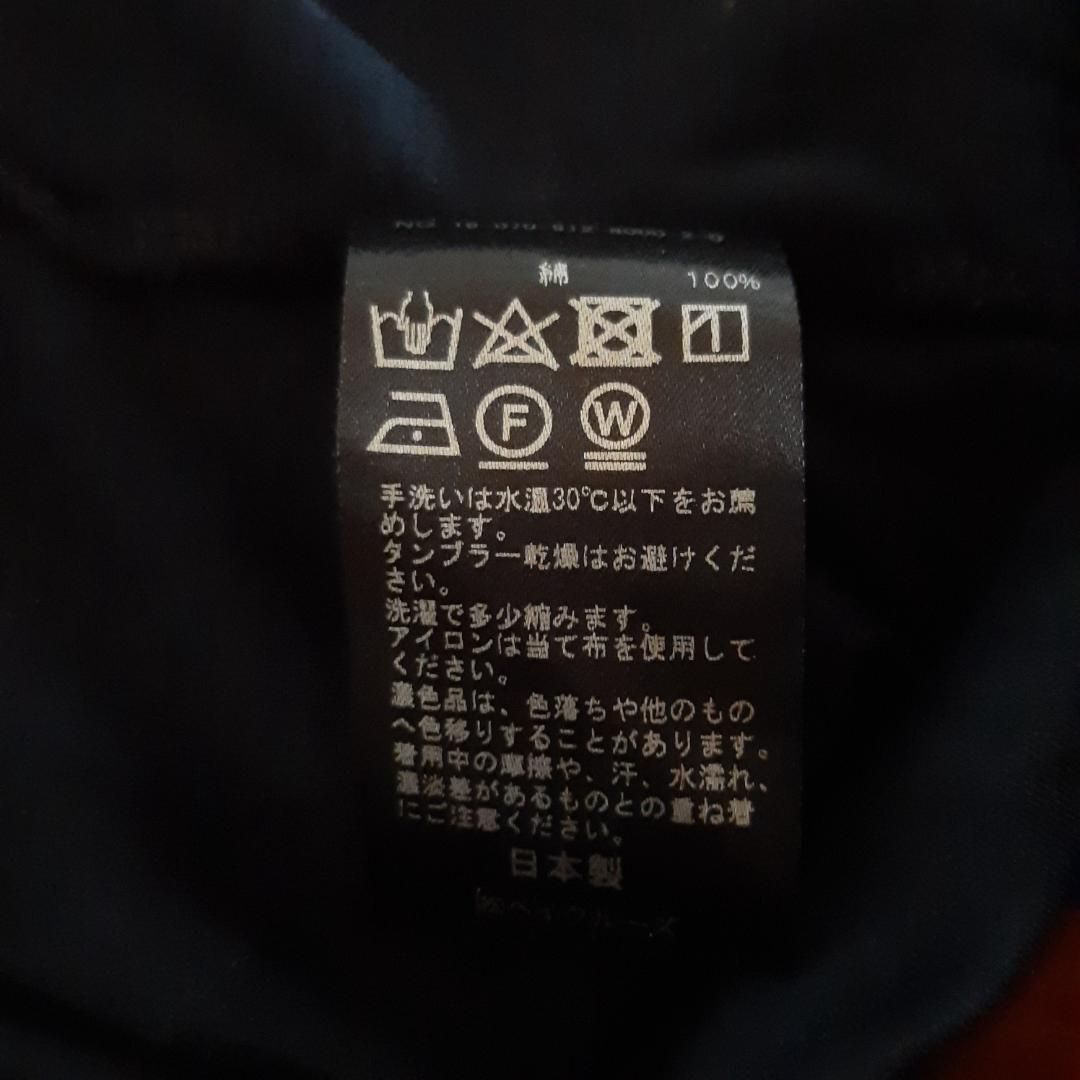 綿 100%
F W
手洗いは水温30℃以下をお薦
めします。
タンブラー乾燥はお避けくだ
さい。
洗濯で多少縮みます。
アイロンは当て布を使用して
ください。
濃色品は、色落ちや他のもの
へ色移りすることがあります。
着用中の摩擦や、汗、水濡れ、
濃淡差があるものとの重ね着
にご注意ください。
日本製